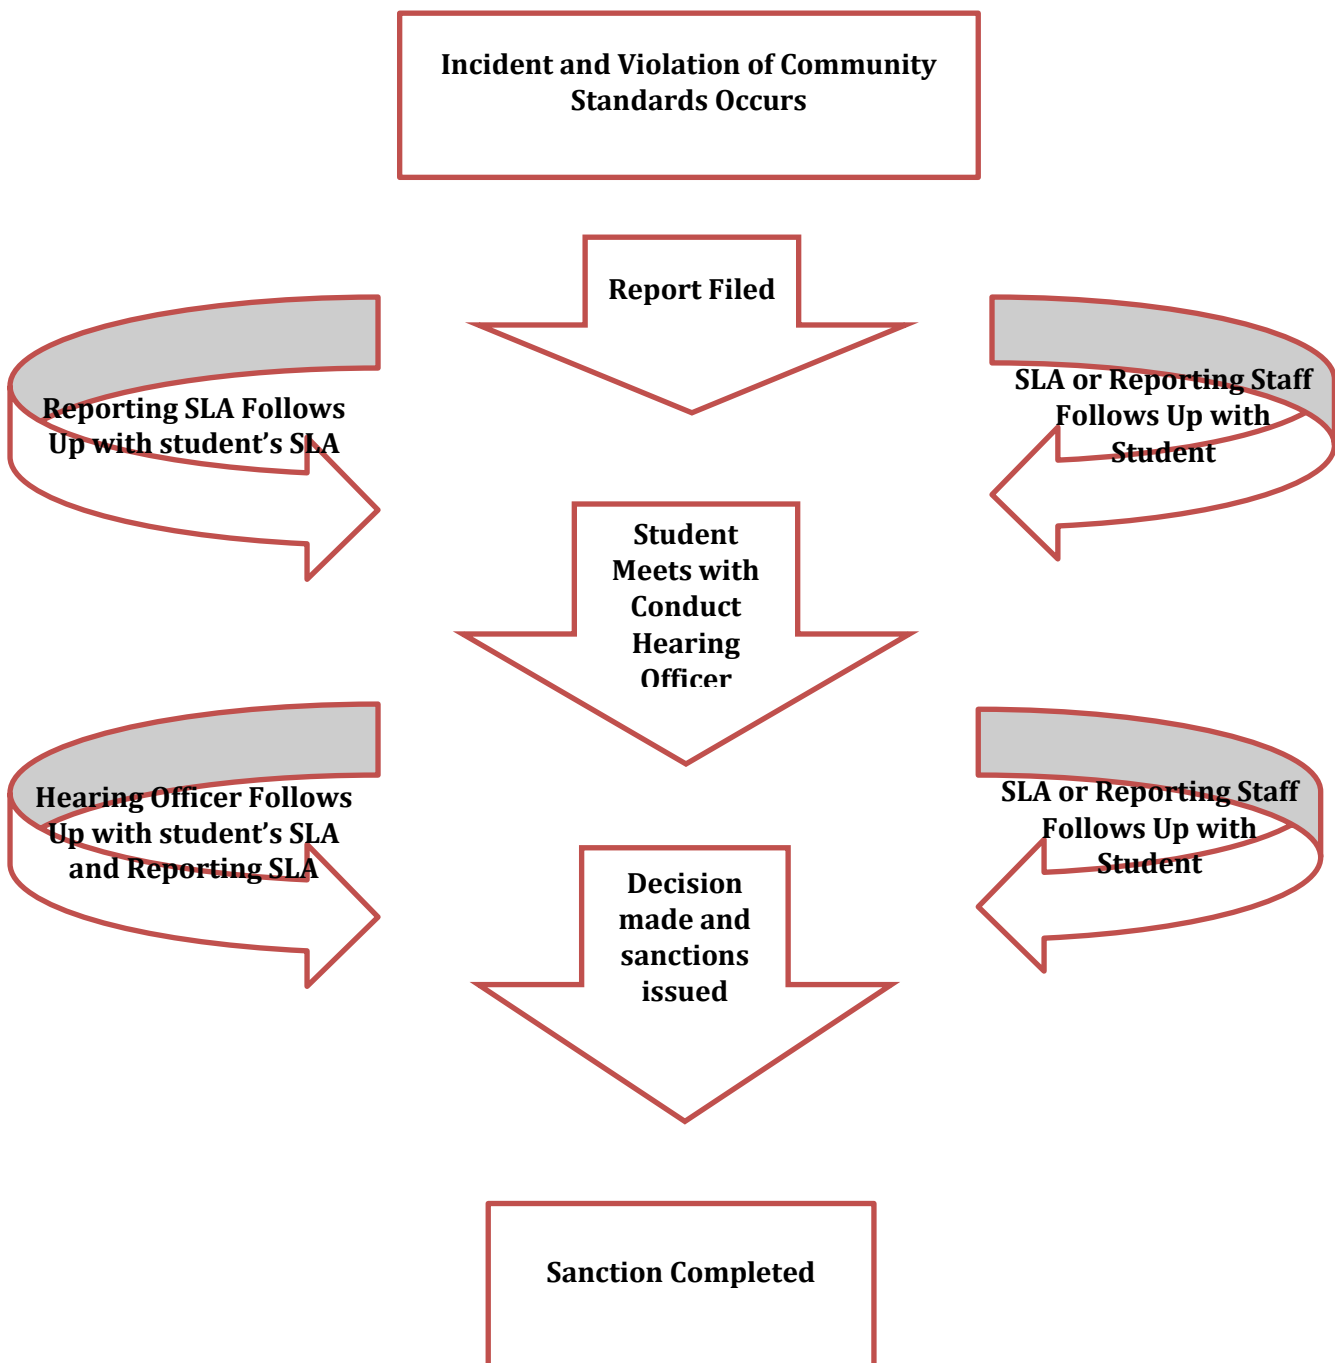 Incident and Violation of Community
Standards Occurs
Report Filed
Reporting SLA Follows
Up with student’s SLA
SLA or Reporting Staff
Follows Up with
Student
Student
Meets with
Conduct
Hearing
Officer
Hearing Officer Follows
Up with student’s SLA
and Reporting SLA
SLA or Reporting Staff
Follows Up with
Student
Decision
made and
sanctions
issued
Sanction Completed